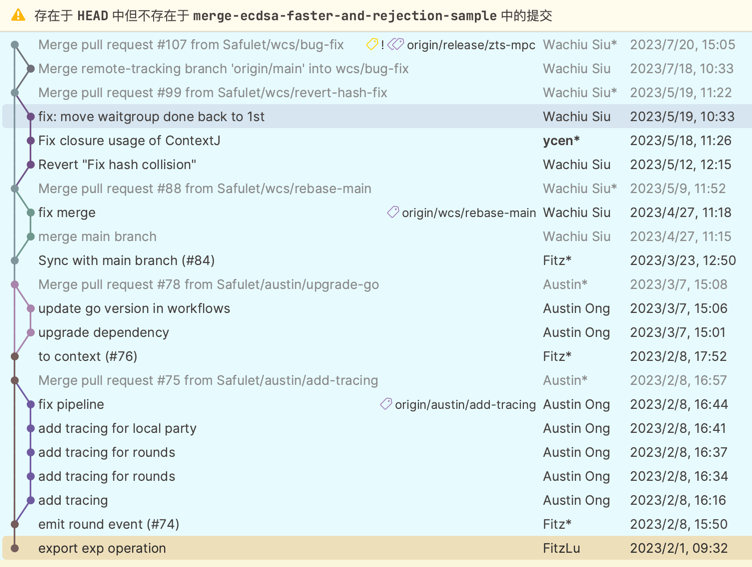 存在于 HEAD 中但不存在于 merge-ecdsa-faster-and-rejection-sample 中的提交
Merge pull request #107 from Safulet/wcs/bug-fix ! origin/release/zts-mpc Wachiu Siu* 2023/7/20, 15:05
Merge remote-tracking branch 'origin/main' into wcs/bug-fix Wachiu Siu 2023/7/18, 10:33
Merge pull request #99 from Safulet/wcs/revert-hash-fix Wachiu Siu* 2023/5/19, 11:22
fix: move waitgroup done back to 1st Wachiu Siu 2023/5/19, 10:33
Fix closure usage of ContextJ ycen* 2023/5/18, 11:26
Revert "Fix hash collision" Wachiu Siu 2023/5/12, 12:15
Merge pull request #88 from Safulet/wcs/rebase-main Wachiu Siu* 2023/5/9, 11:52
fix merge origin/wcs/rebase-main Wachiu Siu 2023/4/27, 11:18
merge main branch Wachiu Siu 2023/4/27, 11:15
Sync with main branch (#84) Fitz* 2023/3/23, 12:50
Merge pull request #78 from Safulet/austin/upgrade-go Austin* 2023/3/7, 15:08
update go version in workflows Austin Ong 2023/3/7, 15:06
upgrade dependency Austin Ong 2023/3/7, 15:01
to context (#76) Fitz* 2023/2/8, 17:52
Merge pull request #75 from Safulet/austin/add-tracing Austin* 2023/2/8, 16:57
fix pipeline origin/austin/add-tracing Austin Ong 2023/2/8, 16:44
add tracing for local party Austin Ong 2023/2/8, 16:41
add tracing for rounds Austin Ong 2023/2/8, 16:37
add tracing for rounds Austin Ong 2023/2/8, 16:34
add tracing Austin Ong 2023/2/8, 16:16
emit round event (#74) Fitz* 2023/2/8, 15:50
export exp operation FitzLu 2023/2/1, 09:32